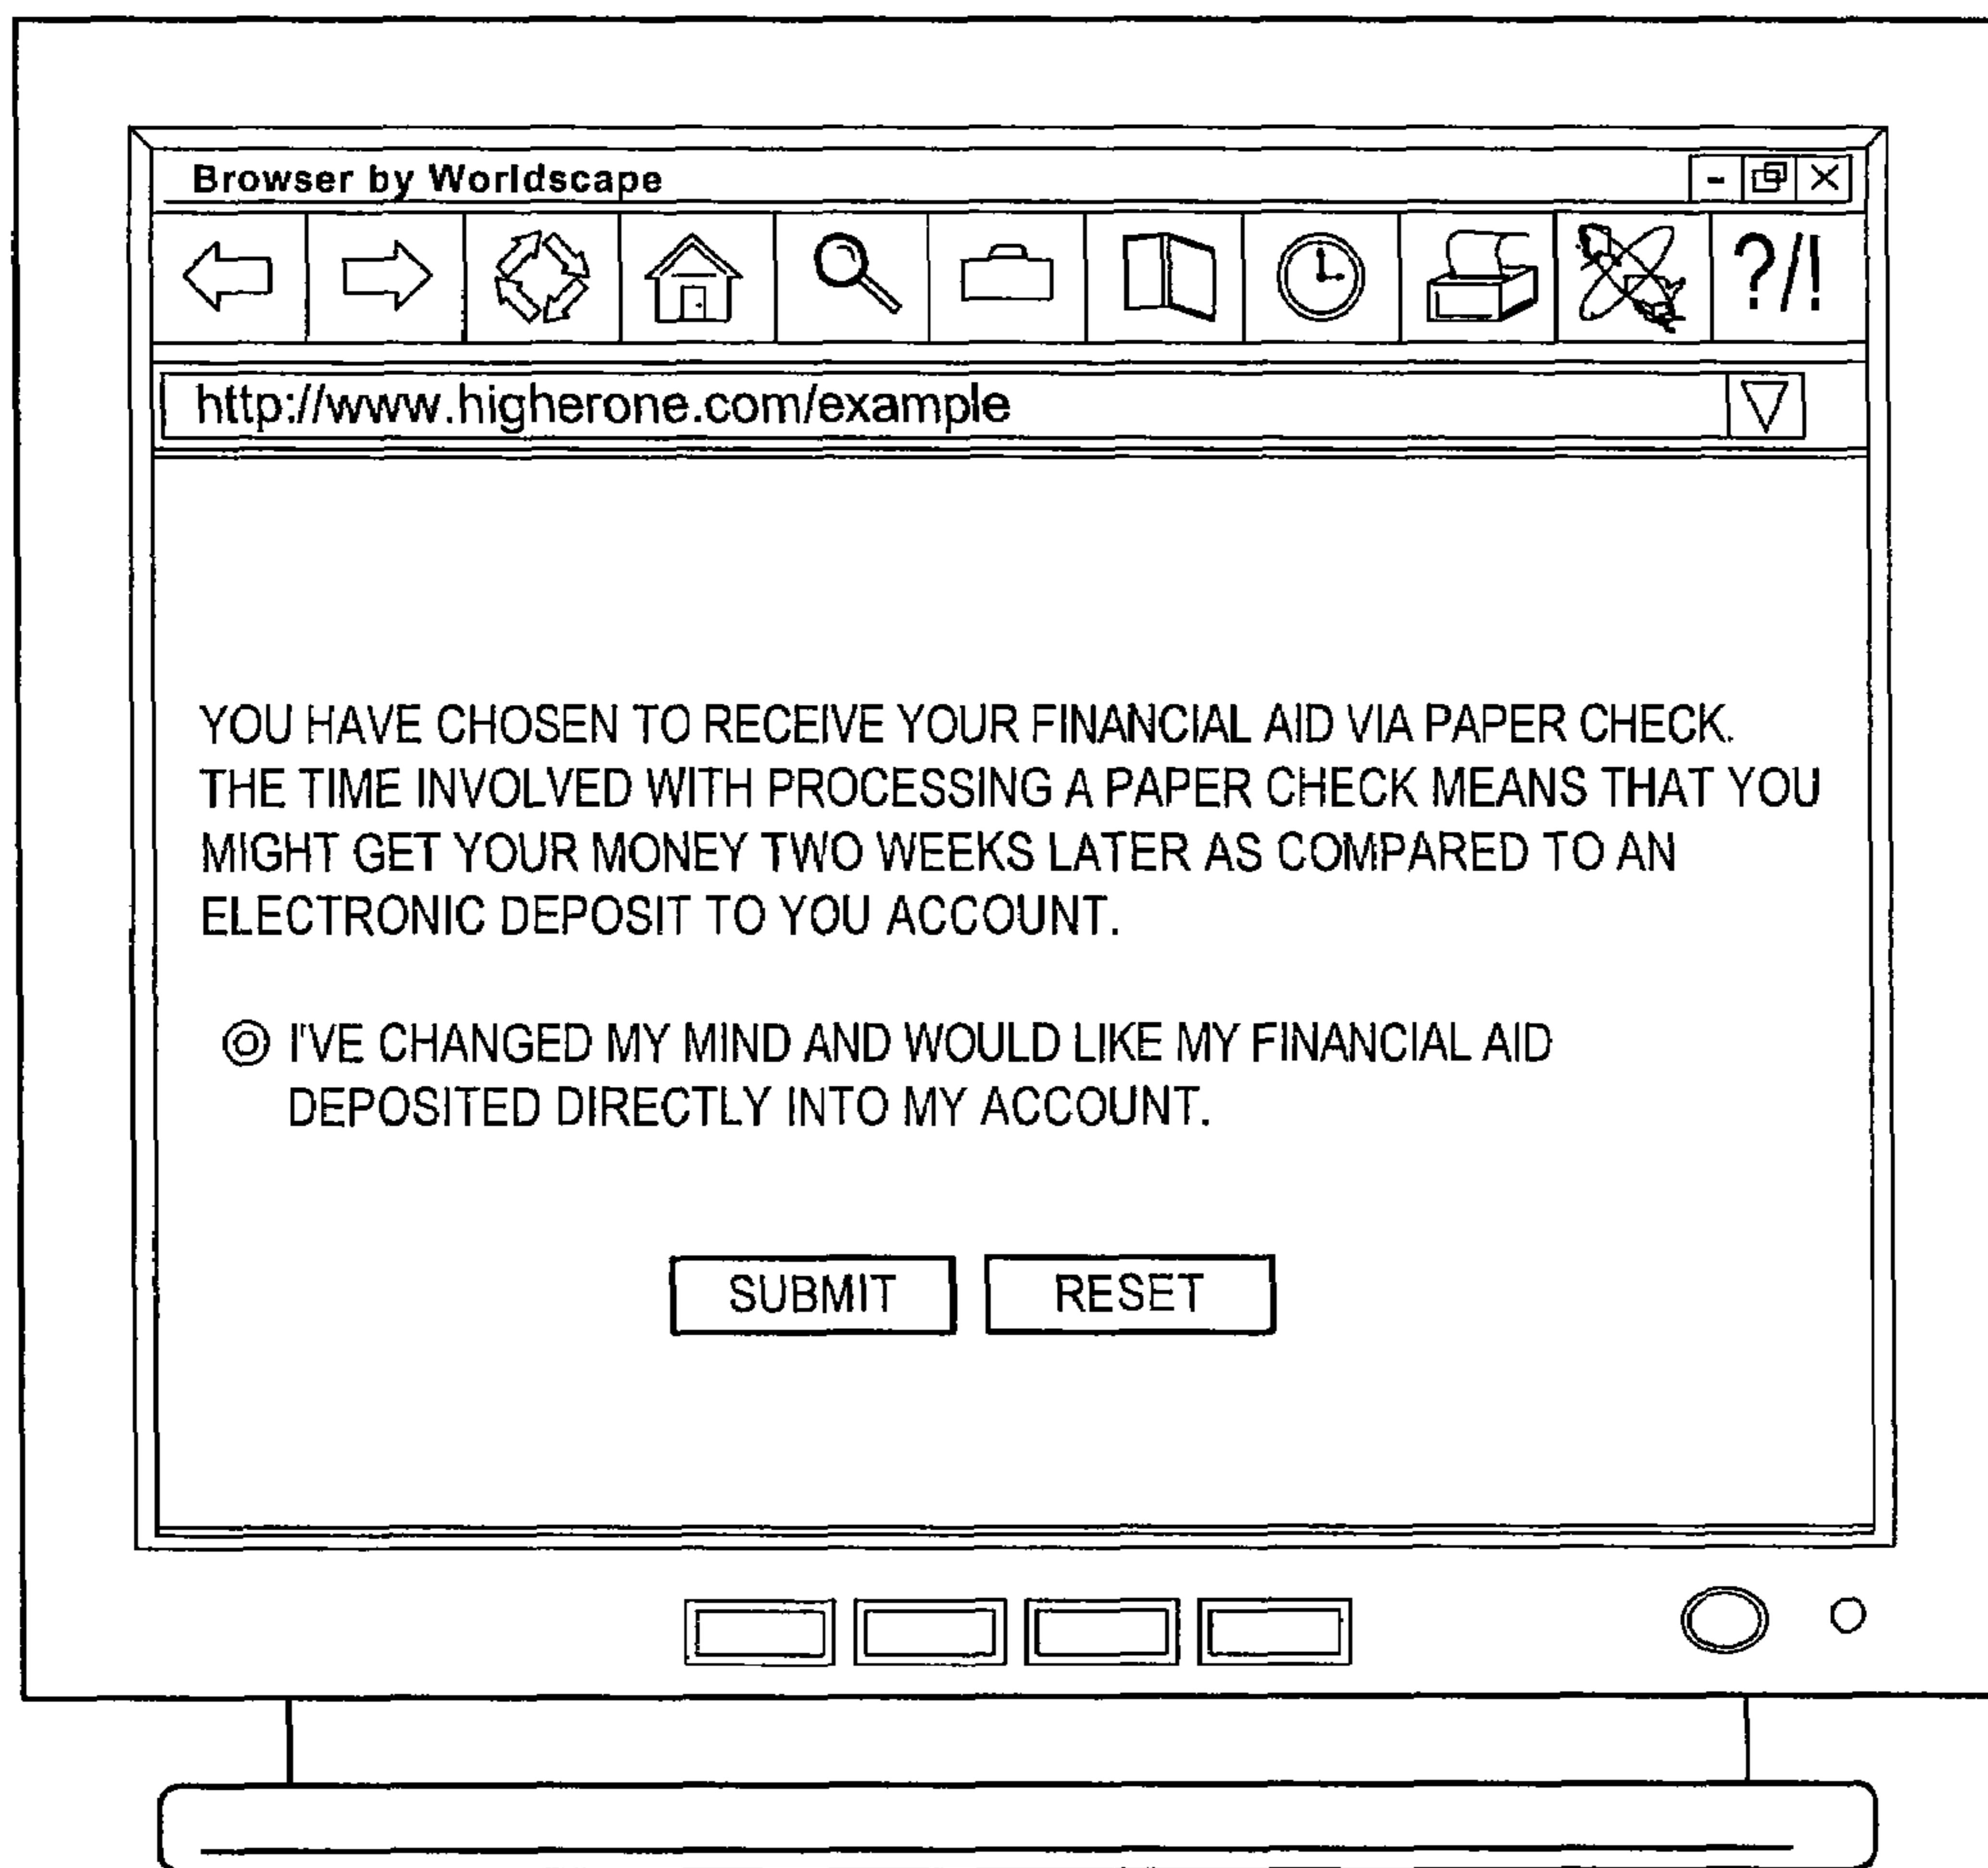 Browser by Worldscape
?/!
http://www.higherone.com/example
YOU HAVE CHOSEN TO RECEIVE YOUR FINANCIAL AID VIA PAPER CHECK.
THE TIME INVOLVED WITH PROCESSING A PAPER CHECK MEANS THAT YOU
MIGHT GET YOUR MONEY TWO WEEKS LATER AS COMPARED TO AN
ELECTRONIC DEPOSIT TO YOU ACCOUNT.
I'VE CHANGED MY MIND AND WOULD LIKE MY FINANCIAL AID
DEPOSITED DIRECTLY INTO MY ACCOUNT.
SUBMIT RESET